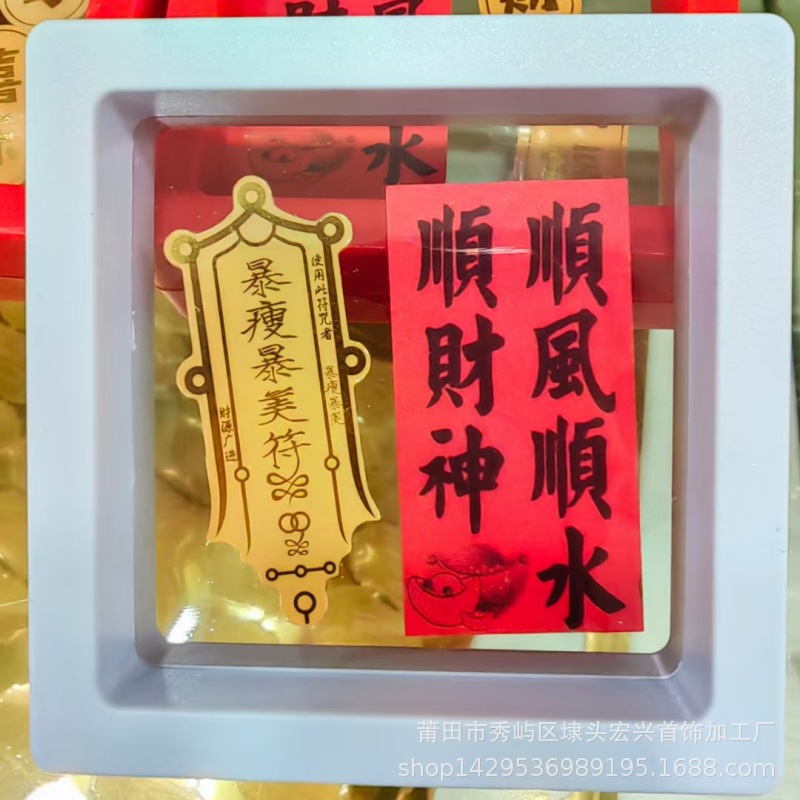 使用此符咒者
暴瘦暴美
暴瘦暴美符
财源广进
順風順水
順財神
水
莆田市秀屿区埭头宏兴首饰加工厂
shop1429536989195.1688.com